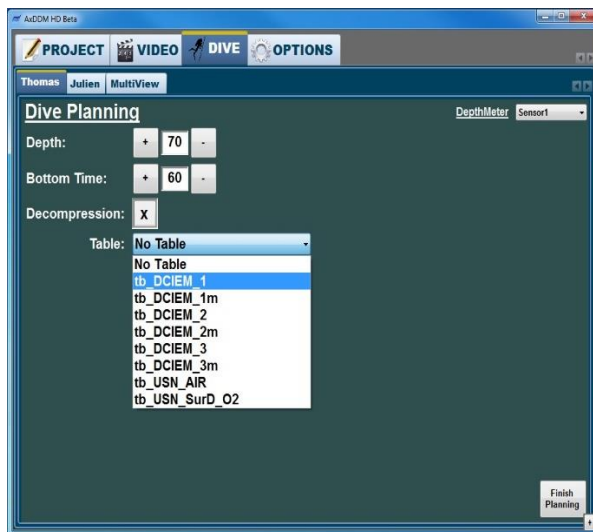 AxDDM HD Beta
PROJECT VIDEO DIVE OPTIONS
Thomas Julien MultiView
Dive Planning
DepthMeter Sensor1
Depth: + 70 -
Bottom Time: + 60 -
Decompression: X
Table: No Table
No Table
tb_DCIEM_1
tb_DCIEM_1m
tb_DCIEM_2
tb_DCIEM_2m
tb_DCIEM_3
tb_DCIEM_3m
tb_USN_AIR
tb_USN_SurD_O2
Finish
Planning